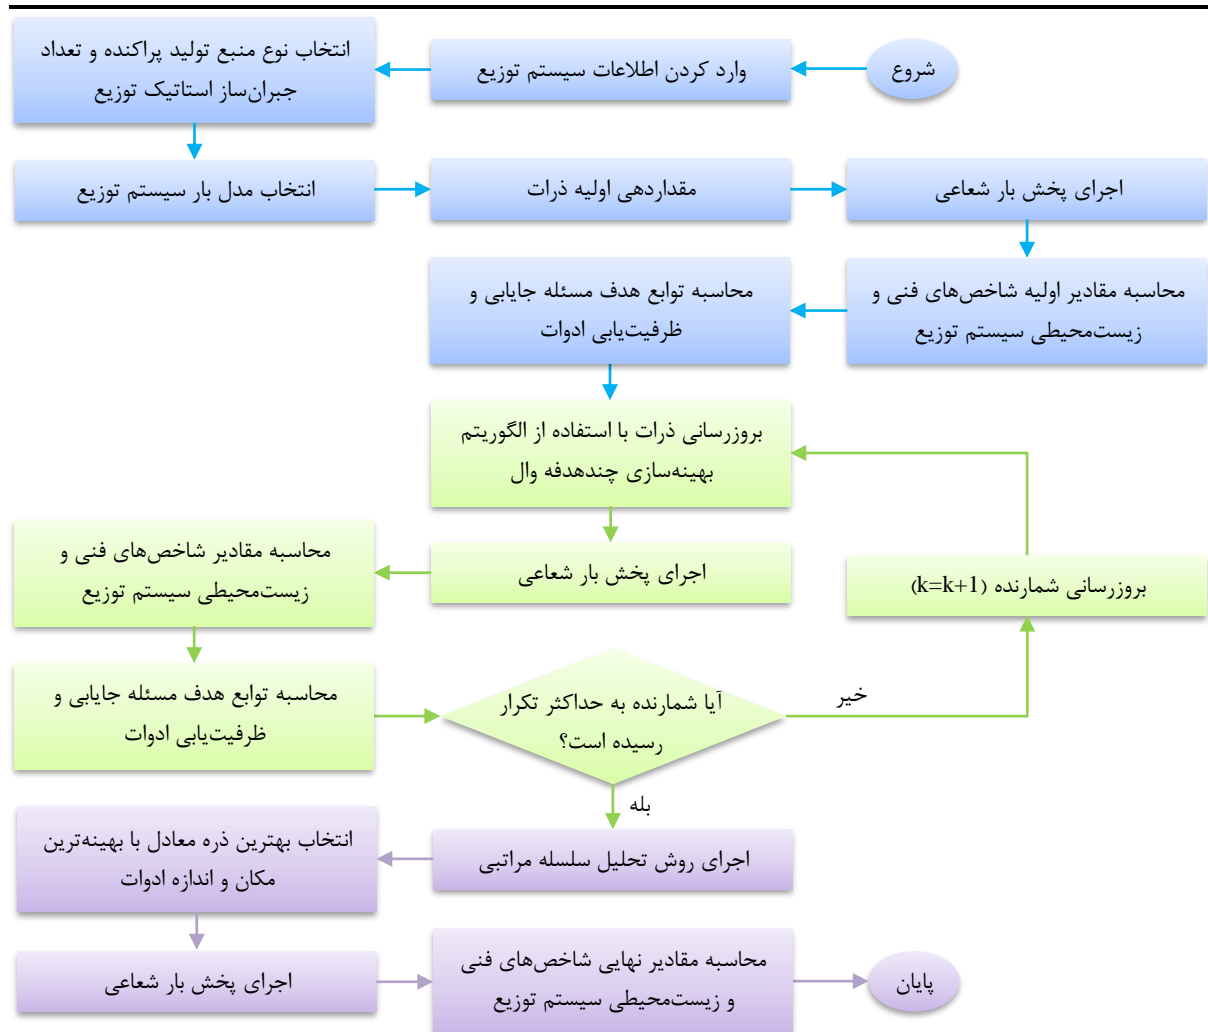 شروع
وارد کردن اطلاعات سیستم توزیع
انتخاب نوع منبع تولید پراکنده و تعداد
جبران‌ساز استاتیک توزیع
انتخاب مدل بار سیستم توزیع
مقداردهی اولیه ذرات
اجرای پخش بار شعاعی
محاسبه مقادیر اولیه شاخص‌های فنی و
زیست‌محیطی سیستم توزیع
محاسبه توابع هدف مسئله جایابی و
ظرفیت‌یابی ادوات
بروزرسانی ذرات با استفاده از الگوریتم
بهینه‌سازی چندهدفه وال
اجرای پخش بار شعاعی
محاسبه مقادیر شاخص‌های فنی و
زیست‌محیطی سیستم توزیع
محاسبه توابع هدف مسئله جایابی و
ظرفیت‌یابی ادوات
آیا شمارنده به حداکثر تکرار
رسیده است؟
خیر
بروزرسانی شمارنده (k=k+1)
بله
اجرای روش تحلیل سلسله مراتبی
انتخاب بهترین ذره معادل با بهینه‌ترین
مکان و اندازه ادوات
اجرای پخش بار شعاعی
محاسبه مقادیر نهایی شاخص‌های فنی
و زیست‌محیطی سیستم توزیع
پایان